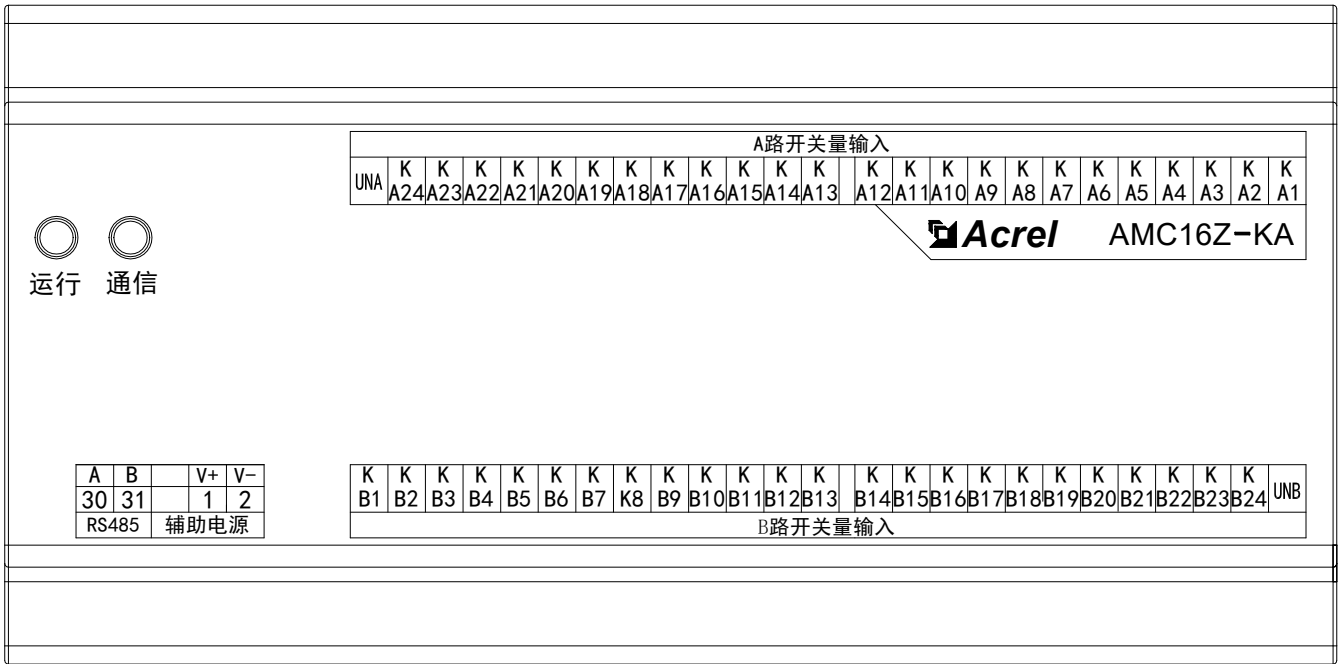 A路开关量输入
UNA K A24 K A23 K A22 K A21 K A20 K A19 K A18 K A17 K A16 K A15 K A14 K A13 K A12 K A11 K A10 K A9 K A8 K A7 K A6 K A5 K A4 K A3 K A2 K A1
Acrel AMC16Z-KA
运行 通信
A B V+ V-
30 31 1 2
RS485 辅助电源
K B1 K B2 K B3 K B4 K B5 K B6 K B7 K K8 K B9 K B10 K B11 K B12 K B13 K B14 K B15 K B16 K B17 K B18 K B19 K B20 K B21 K B22 K B23 K B24 UNB
B路开关量输入